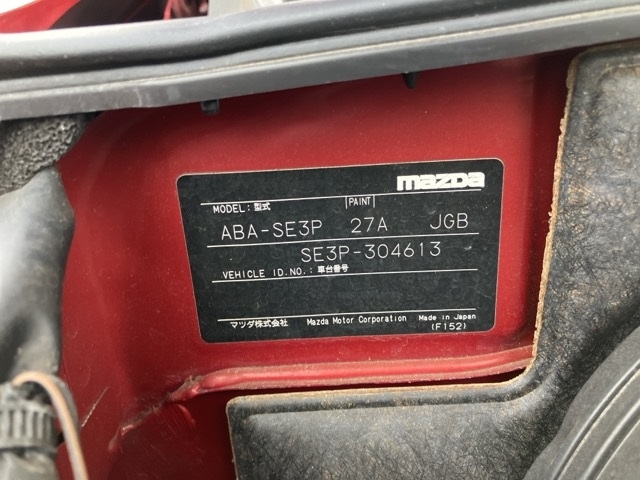 mazda
MODEL: 型式 PAINT
ABA-SE3P 27A JGB
SE3P-304613
VEHICLE ID.NO.: 車台番号
マツダ株式会社 Mazda Motor Corporation Made in Japan
(F152)